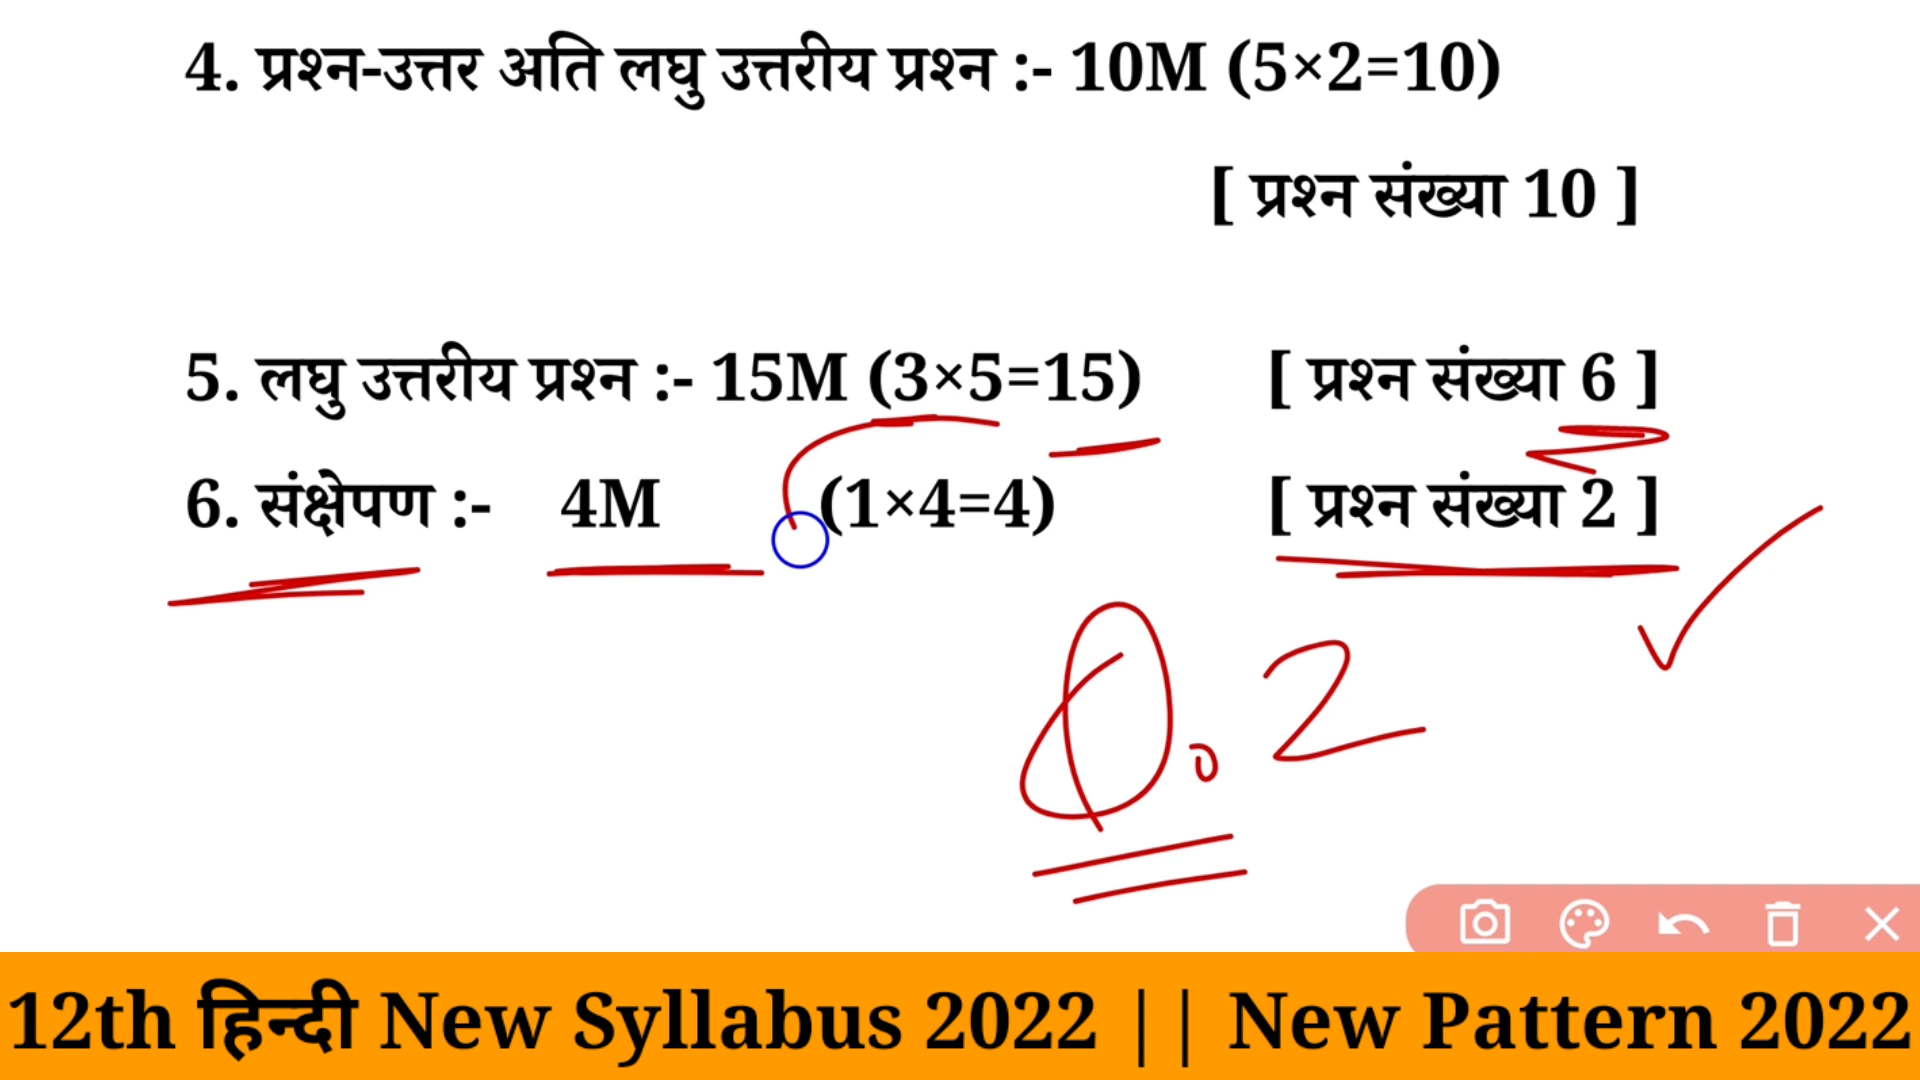 4. प्रश्न-उत्तर अति लघु उत्तरीय प्रश्न :- 10M (5×2=10)
[ प्रश्न संख्या 10 ]
5. लघु उत्तरीय प्रश्न :- 15M (3×5=15) [ प्रश्न संख्या 6 ]
6. संक्षेपण :- 4M (1×4=4) [ प्रश्न संख्या 2 ]
Q. 2
12th हिन्दी New Syllabus 2022 || New Pattern 2022